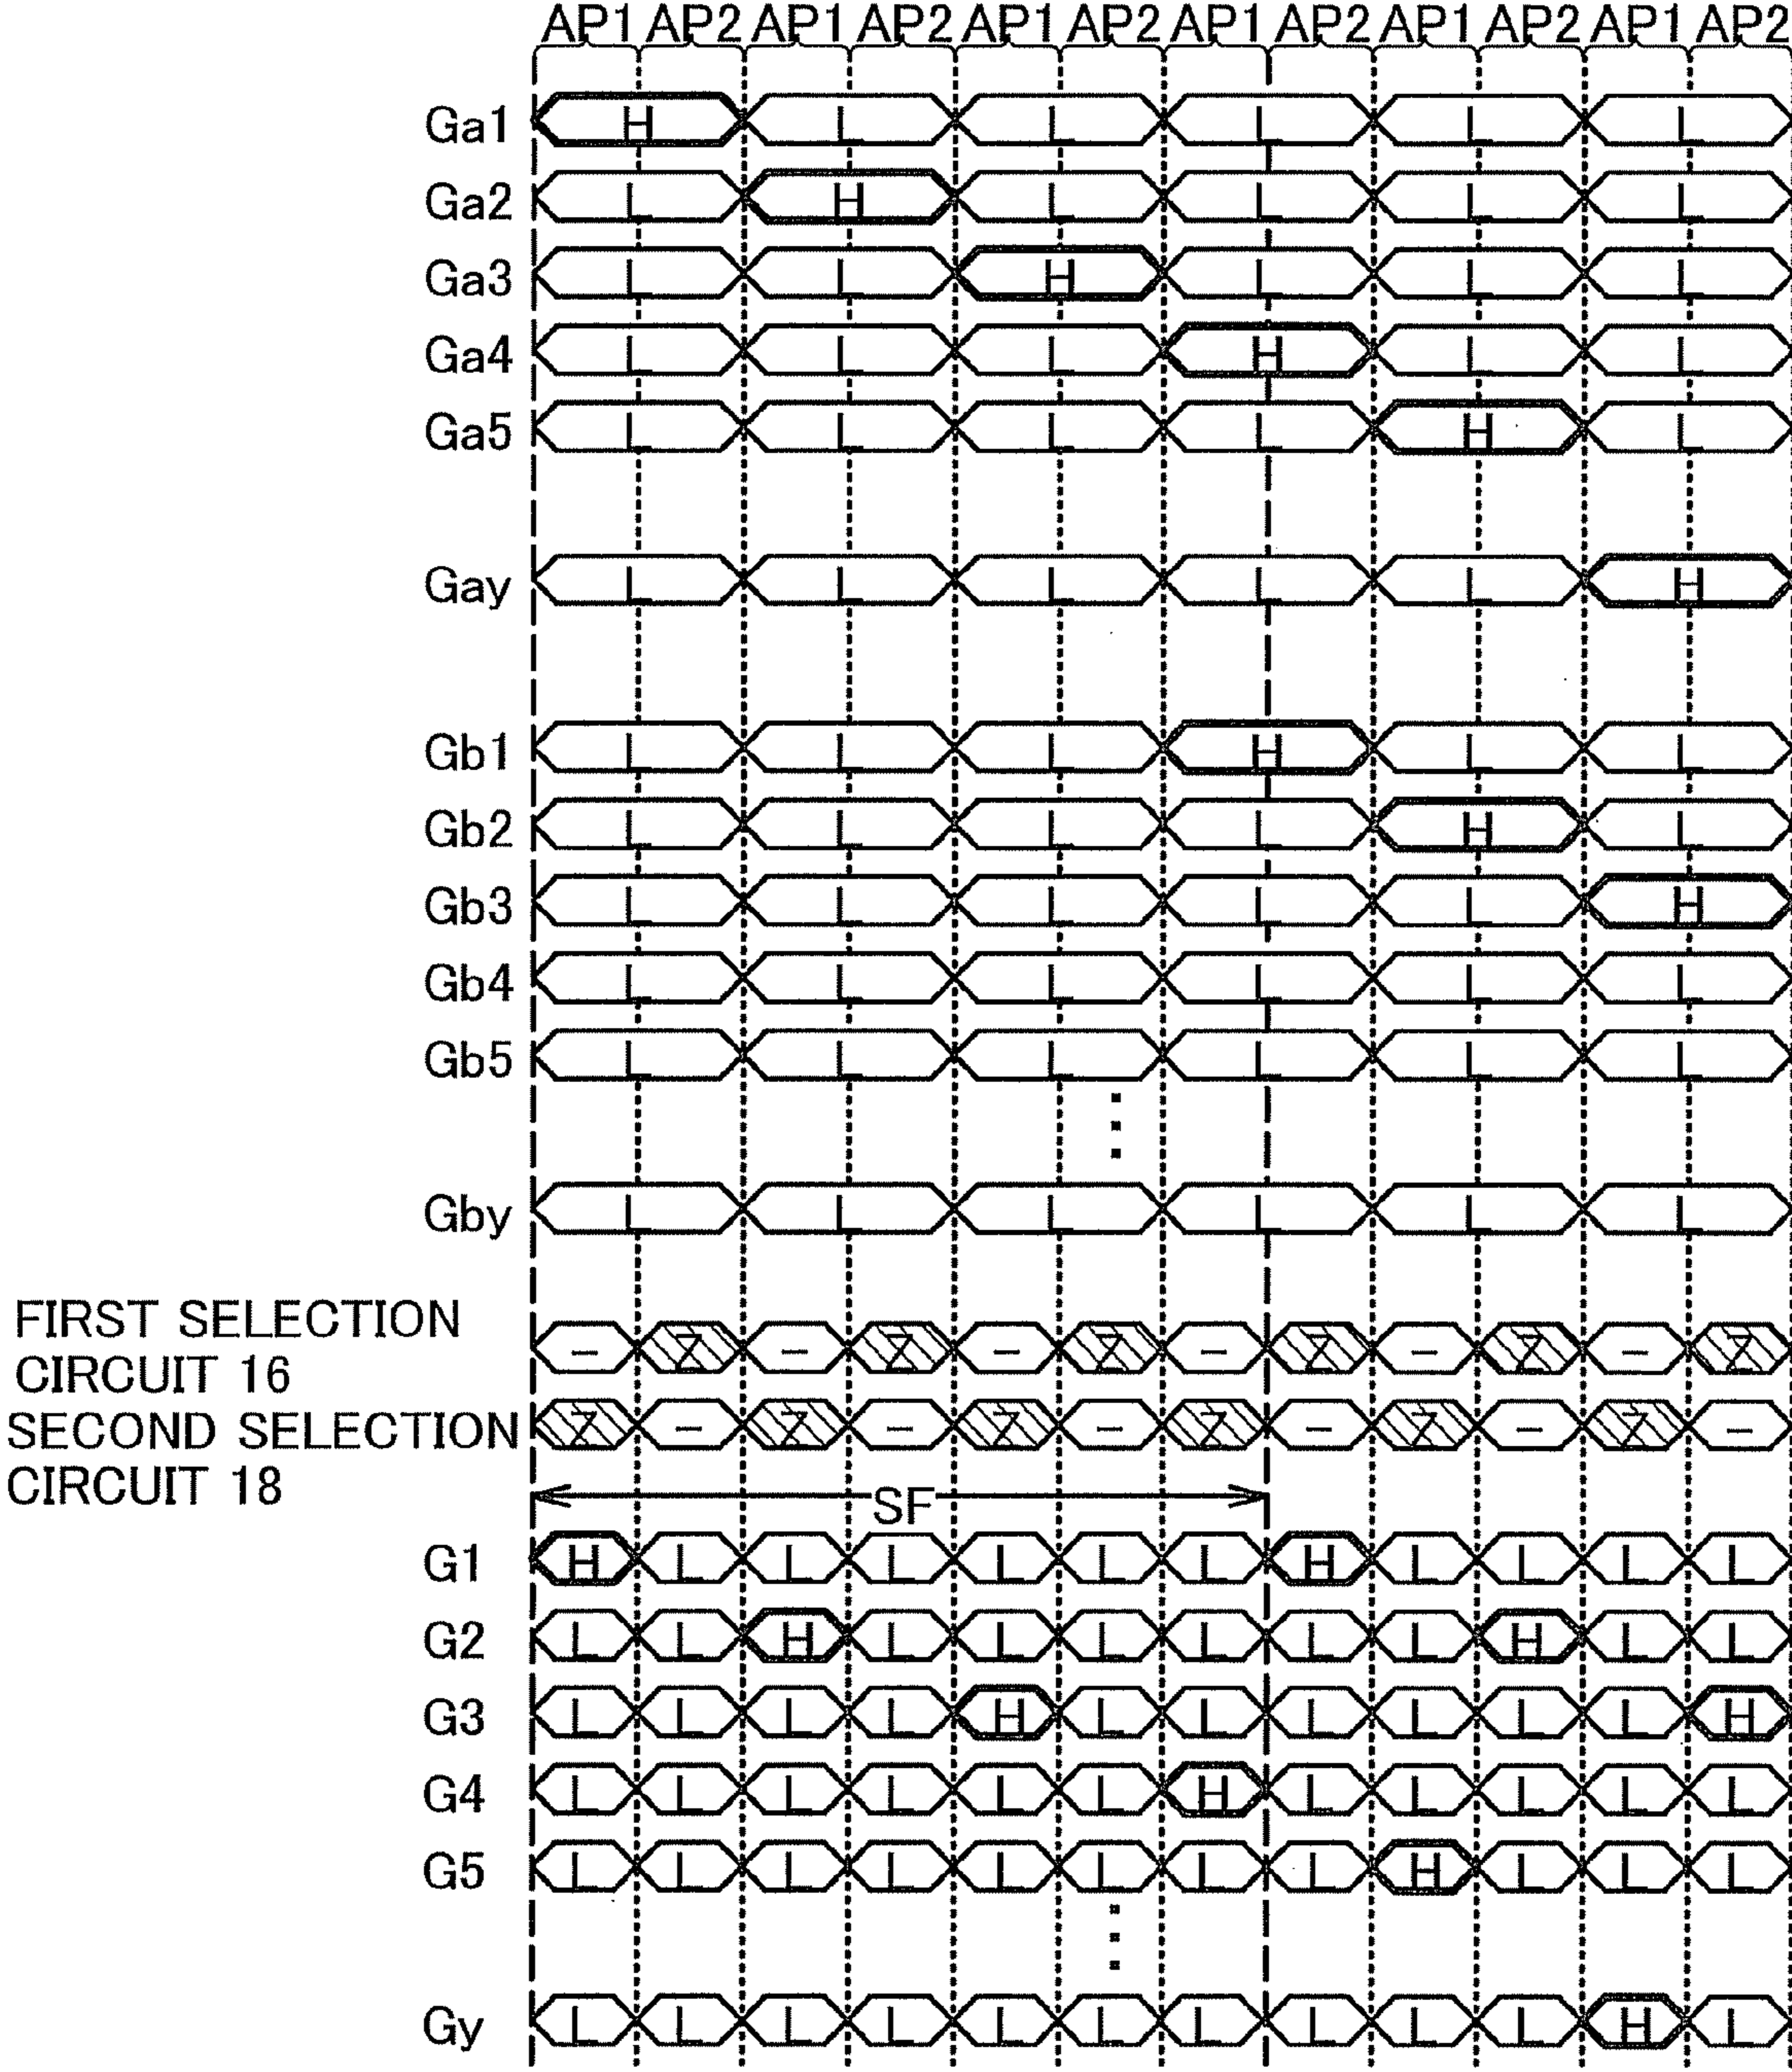 AP1 AP2 AP1 AP2 AP1 AP2 AP1 AP2 AP1 AP2 AP1 AP2
Ga1 H L L L L L
Ga2 L H L L L L
Ga3 L L H L L L
Ga4 L L L H L L
Ga5 L L L L H L
Gay L L L L L H
Gb1 L L L H L L
Gb2 L L L L H L
Gb3 L L L L L H
Gb4 L L L L L L
Gb5 L L L L L L
Gby L L L L L L
FIRST SELECTION
CIRCUIT 16 – Z – Z – Z – Z – Z – Z
SECOND SELECTION
CIRCUIT 18 Z – Z – Z – Z – Z – Z –
SF
G1 H L L L L L L H L L L L
G2 L L H L L L L L L H L L
G3 L L L L H L L L L L L H
G4 L L L L L L H L L L L L
G5 L L L L L L L L H L L L
Gy L L L L L L L L L L H L